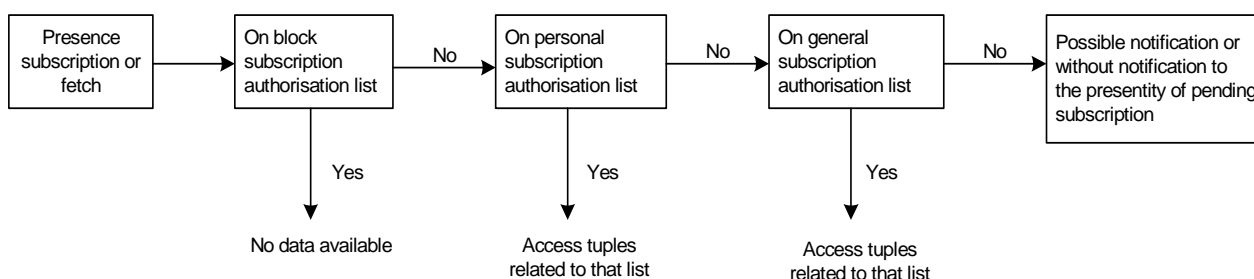 Presence
subscription or
fetch
On block
subscription
authorisation list
No
On personal
subscription
authorisation list
No
On general
subscription
authorisation list
No
Possible notification or
without notification to
the presentity of pending
subscription
Yes
Yes
Yes
No data available
Access tuples
related to that list
Access tuples
related to that list